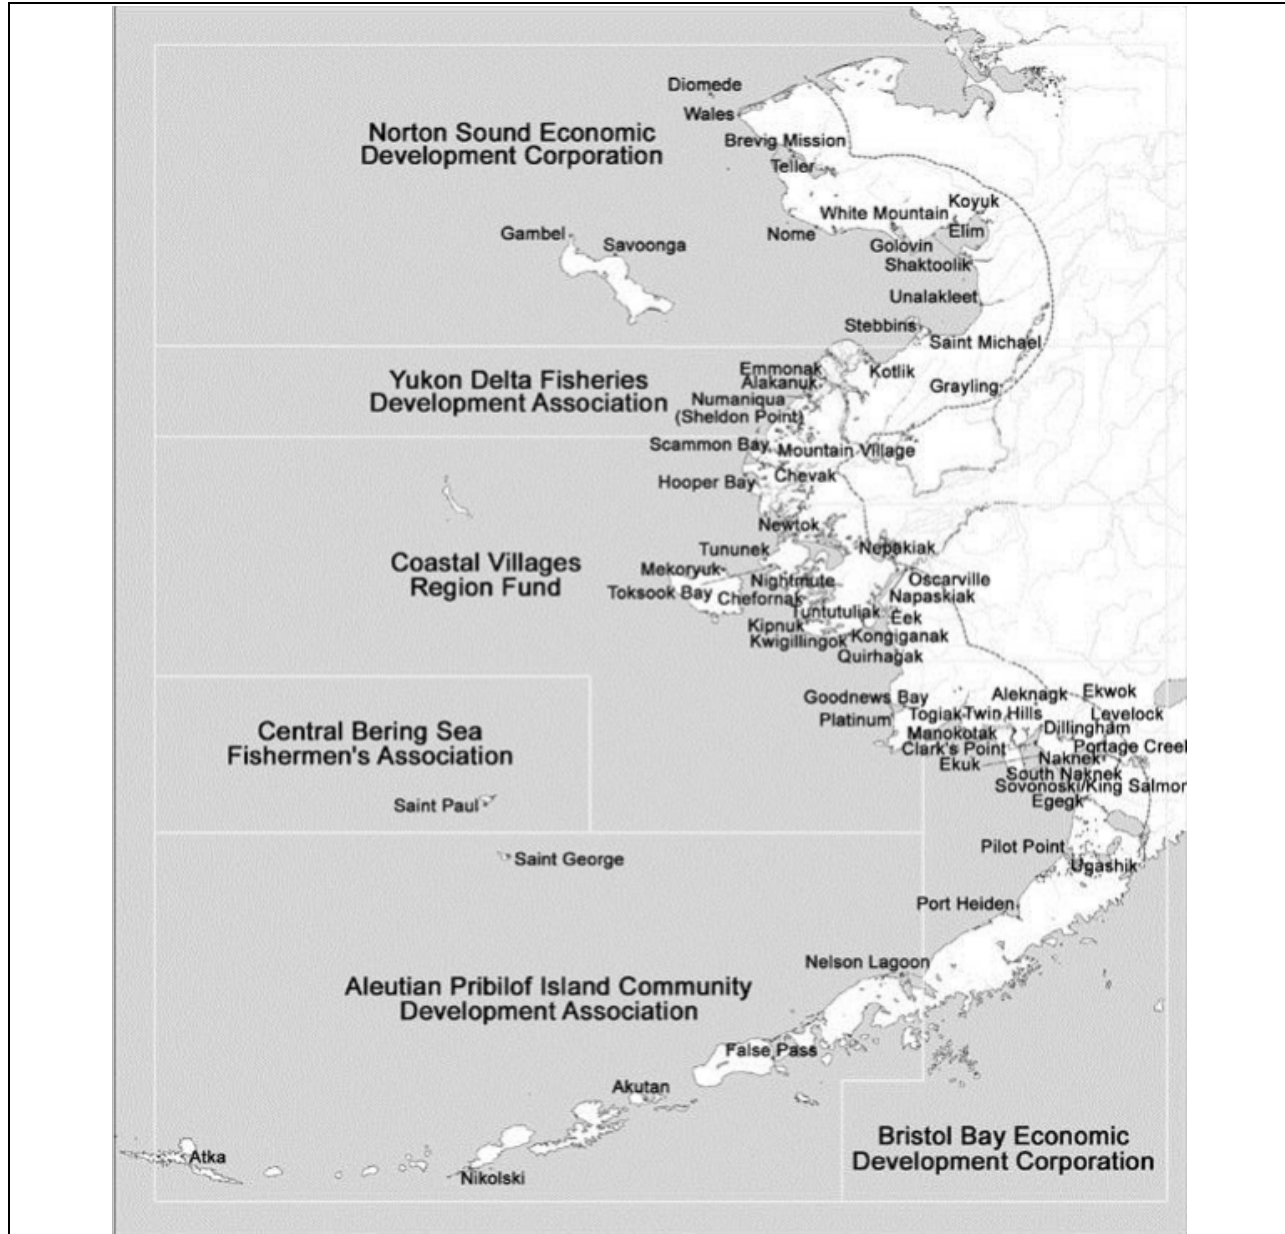 Diomede
Wales
Norton Sound Economic
Development Corporation
Brevig Mission
Teller
Koyuk
White Mountain
Elim
Nome
Golovin
Gambel
Savoonga
Shaktoolik
Unalakleet
Stebbins
Saint Michael
Yukon Delta Fisheries
Development Association
Emmonak
Kotlik
Alakanuk
Grayling
Numaniqua
(Sheldon Point)
Scammon Bay
Mountain Village
Hooper Bay
Chevak
Newtok
Tununek
Nepakiak
Coastal Villages
Region Fund
Mekoryuk
Nightmute
Oscarville
Toksook Bay
Chefornak
Napaskiak
Tuntutuliak
Eek
Kipnuk
Kongiganak
Kwigillingok
Quirhagak
Goodnews Bay
Aleknagk
Ekwok
Platinum
Togiak
Twin Hills
Levelock
Manokotak
Dillingham
Clark's Point
Portage Creek
Ekuk
Naknek
South Naknek
Sovonoski/King Salmon
Egegk
Central Bering Sea
Fishermen's Association
Saint Paul
Saint George
Pilot Point
Ugashik
Port Heiden
Nelson Lagoon
Aleutian Pribilof Island Community
Development Association
False Pass
Akutan
Bristol Bay Economic
Development Corporation
Atka
Nikolski